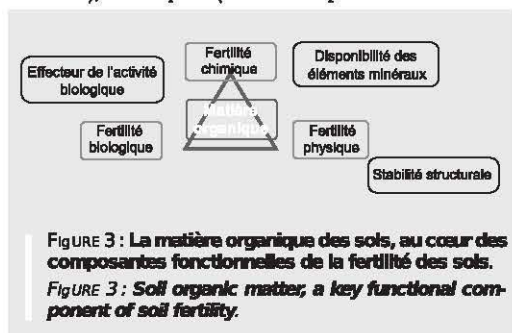 Fertilité
chimique
Disponibilité des
éléments minéraux
Effecteur de l'activité
biologique
Matière
organique
Fertilité
biologique
Fertilité
physique
Stabilité structurale
FIGURE 3 : La matière organique des sols, au cœur des
composantes fonctionnelles de la fertilité des sols.
FIGURE 3 : Soil organic matter, a key functional com-
ponent of soil fertility.